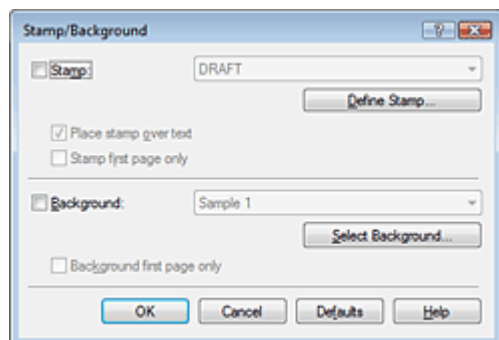 Stamp/Background
Stamp:
DRAFT
Define Stamp...
Place stamp over text
Stamp first page only
Background:
Sample 1
Select Background...
Background first page only
OK Cancel Defaults Help